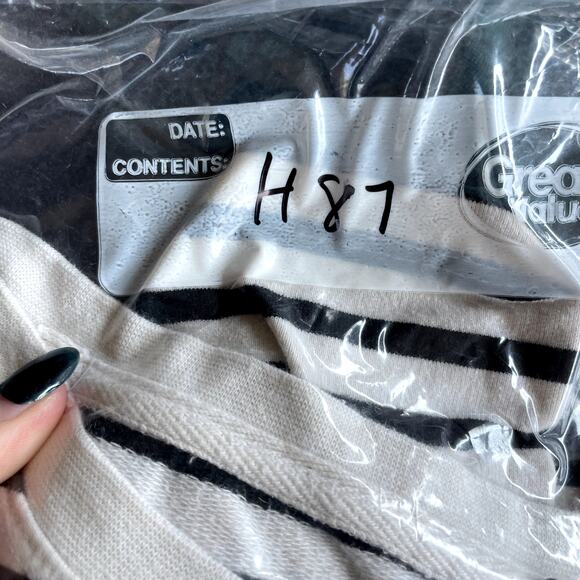 DATE:
CONTENTS:
H87
Great
Value